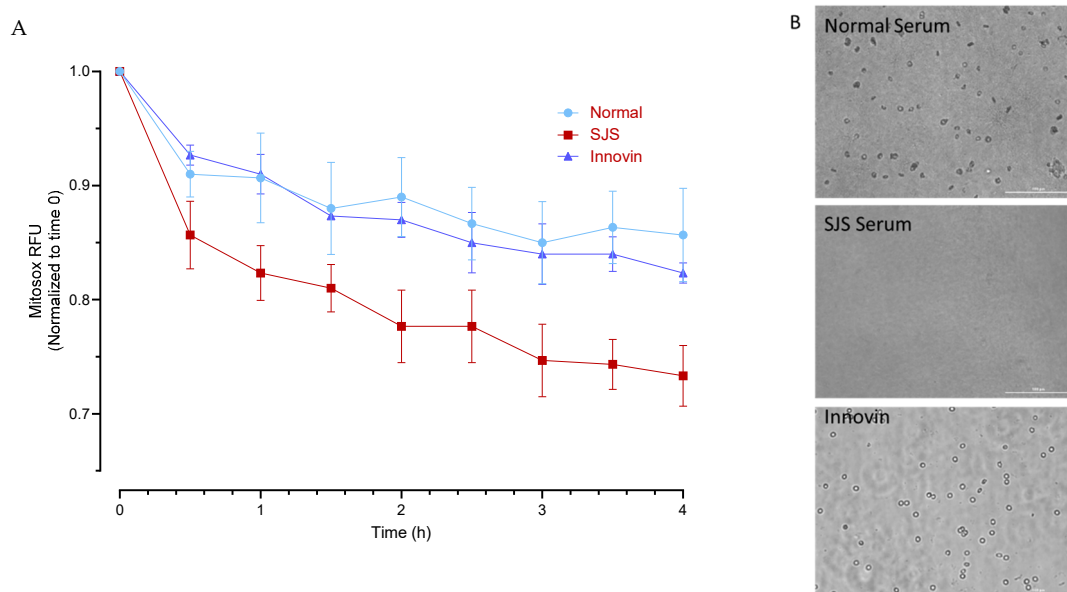 A
1.0
0.9
0.8
0.7
Mitosox RFU
(Normalized to time 0)
Normal
SJS
Innovin
0
1
2
3
4
Time (h)
B
Normal Serum
SJS Serum
Innovin